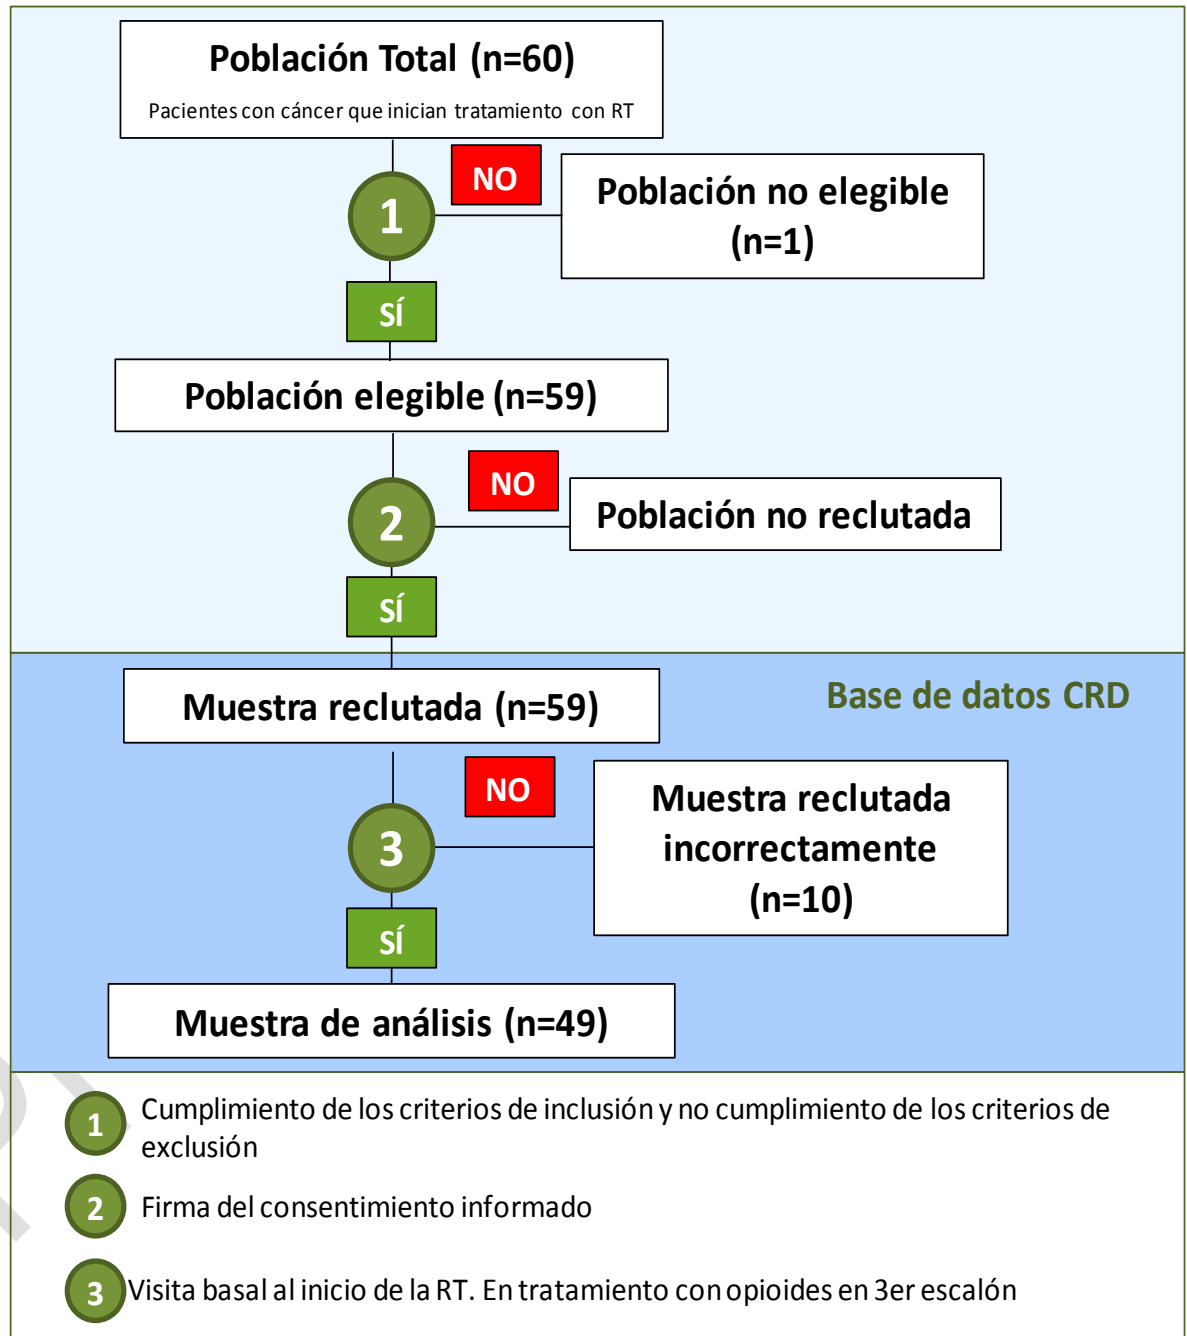 Población Total (n=60)
Pacientes con cáncer que inician tratamiento con RT
NO
1
Población no elegible
(n=1)
SÍ
Población elegible (n=59)
NO
2
Población no reclutada
SÍ
Muestra reclutada (n=59)
Base de datos CRD
NO
3
Muestra reclutada
incorrectamente
(n=10)
SÍ
Muestra de análisis (n=49)
1 Cumplimiento de los criterios de inclusión y no cumplimiento de los criterios de
exclusión
2 Firma del consentimiento informado
3 Visita basal al inicio de la RT. En tratamiento con opioides en 3er escalón